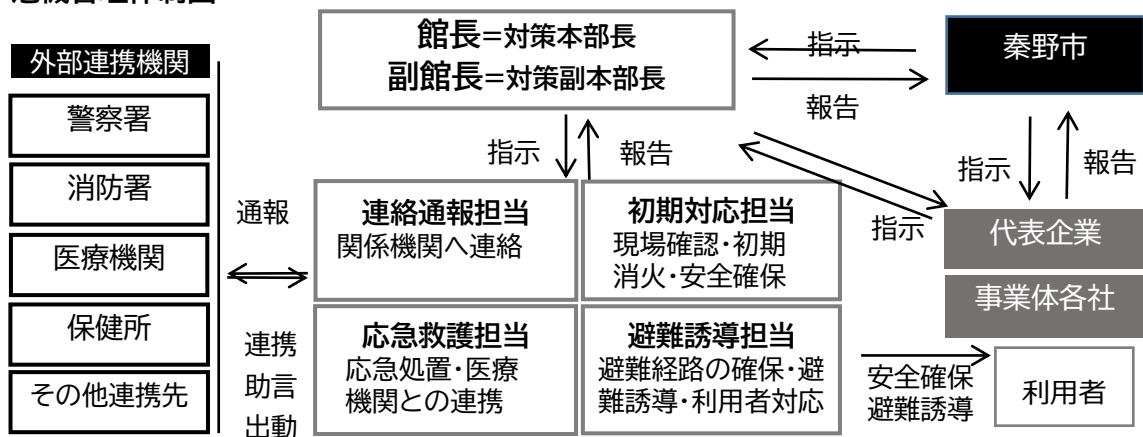 危機管理体制図
外部連携機関
警察署
消防署
医療機関
保健所
その他連携先
通報
連携
助言
出動
館長=対策本部長
副館長=対策副本部長
指示
報告
秦野市
指示
報告
連絡通報担当
関係機関へ連絡
初期対応担当
現場確認・初期
消火・安全確保
応急救護担当
応急処置・医療
機関との連携
避難誘導担当
避難経路の確保・避
難誘導・利用者対応
指示
指示
報告
代表企業
事業体各社
安全確保
避難誘導
利用者